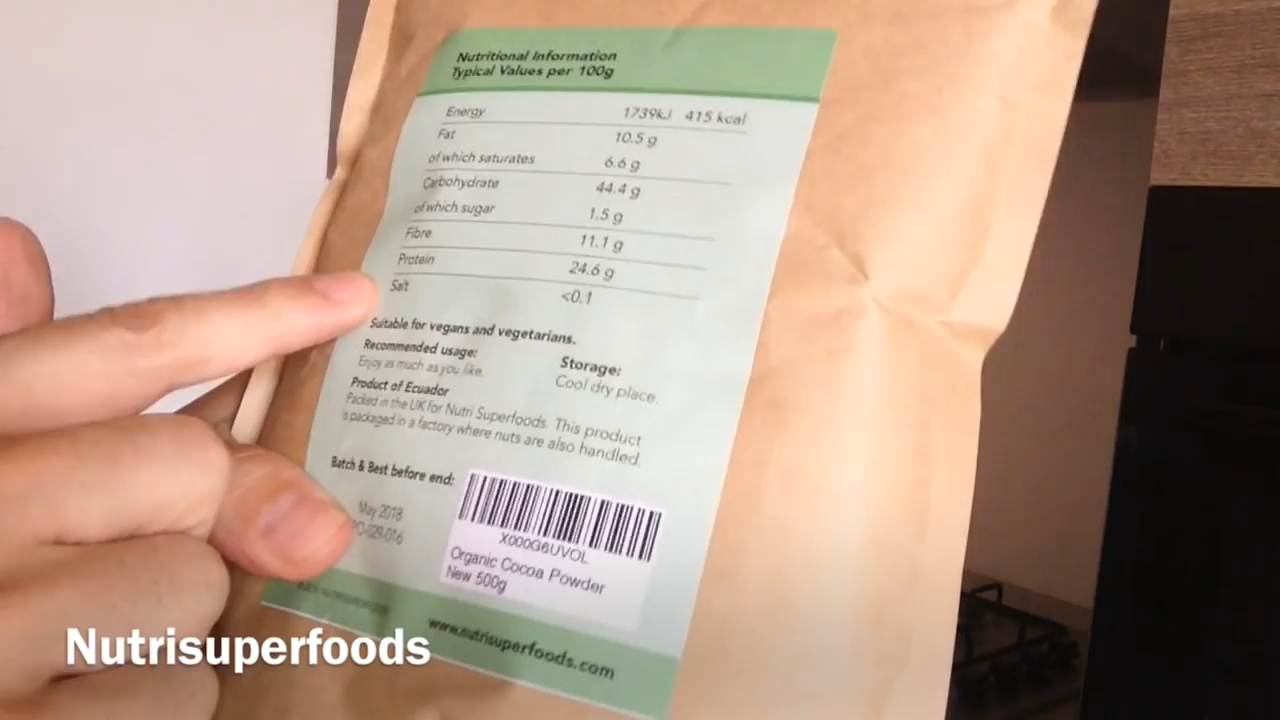 Nutritional Information
Typical Values per 100g
Energy 1739kJ 415 kcal
Fat 10.5 g
of which saturates 6.6 g
Carbohydrate 44.4 g
of which sugar 1.5 g
Fibre 11.1 g
Protein 24.6 g
Salt <0.1
Suitable for vegans and vegetarians.
Recommended usage:
Enjoy as much as you like.
Storage:
Cool dry place.
Product of Ecuador
Packed in the UK for Nutri Superfoods. This product
is packaged in a factory where nuts are also handled.
Batch & Best before end:
May 2018
029-016
X000G6UVOL
Organic Cocoa Powder
New 500g
www.nutrisuperfoods.com
Nutrisuperfoods